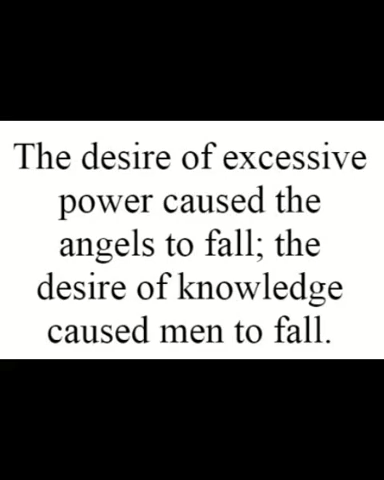 The desire of excessive
power caused the
angels to fall; the
desire of knowledge
caused men to fall.